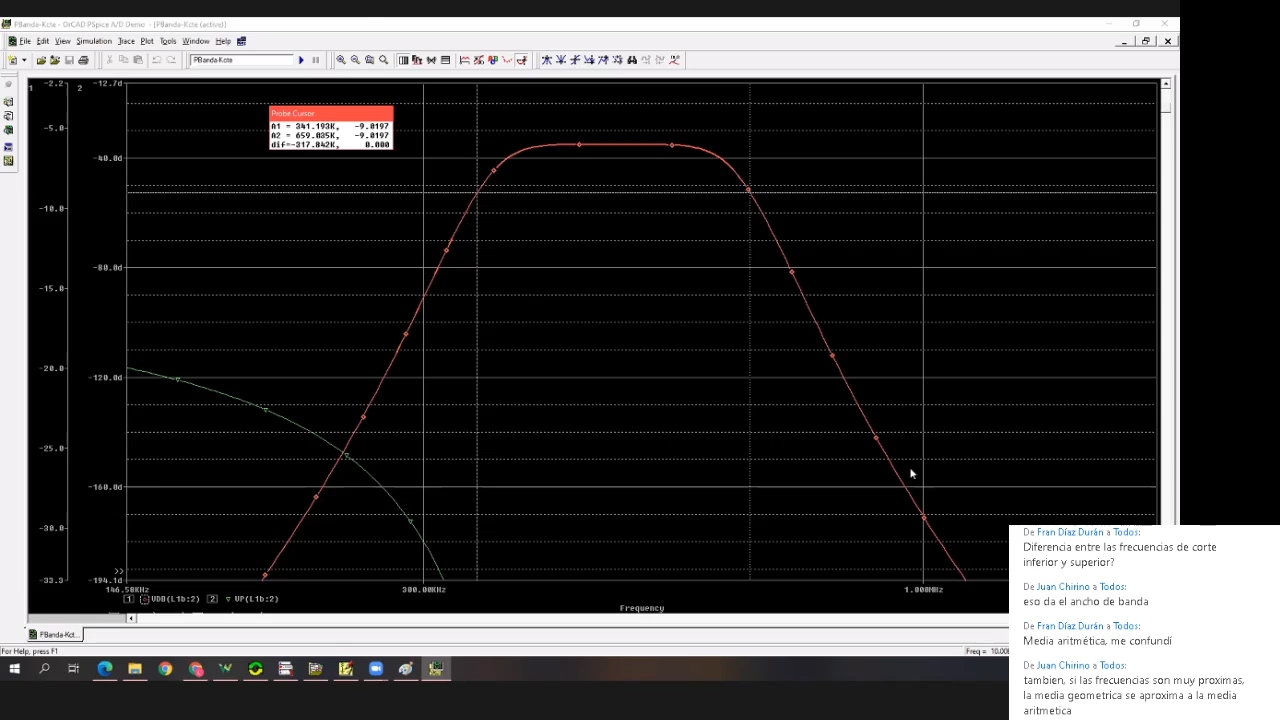 PBanda-Kcte - OrCAD PSpice A/D Demo - [PBanda-Kcte (active)]
File Edit View Simulation Trace Plot Tools Window Help
PBanda-Kcte
1
2
-2.2
-5.0
-10.0
-15.0
-20.0
-25.0
-30.0
-33.3
-12.7d
-40.0d
-80.0d
-120.0d
-160.0d
>>
-194.1d
Probe Cursor
A1 = 341.193K, -9.0197
A2 = 659.035K, -9.0197
dif=-317.842K, 0.000
146.50KHz 300.00KHz 1.000MHz
1 VDB(L1b:2) 2 VP(L1b:2)
Frequency
PBanda-Kct...
For Help, press F1
De Fran Díaz Durán a Todos:
Diferencia entre las frecuencias de corte
inferior y superior?
De Juan Chirino a Todos:
eso da el ancho de banda
De Fran Díaz Durán a Todos:
Media aritmética, me confundí
De Juan Chirino a Todos:
tambien, si las frecuencias son muy proximas,
la media geometrica se aproxima a la media
aritmetica